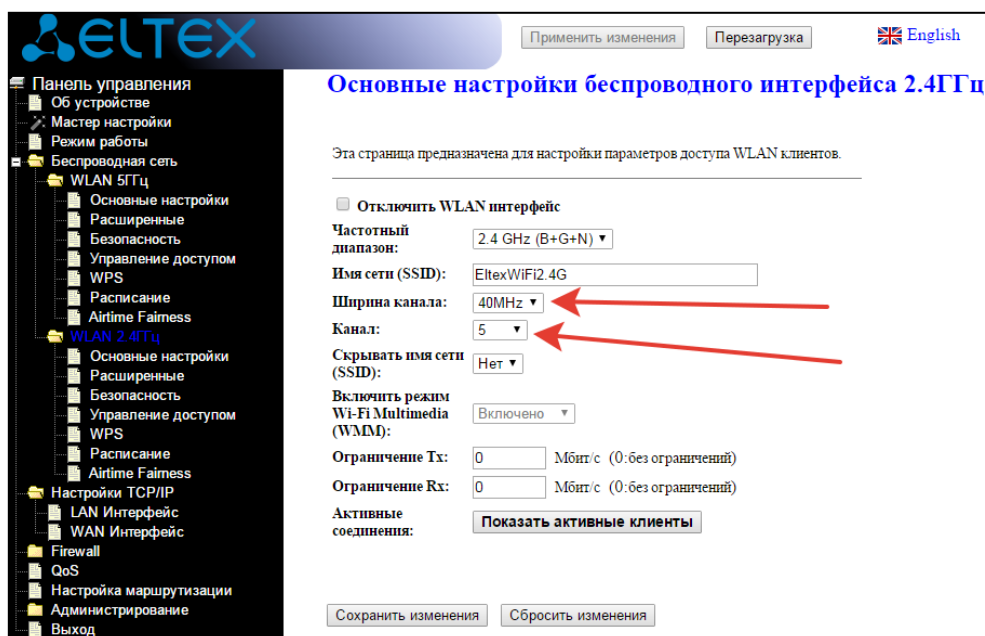 ELTEX
Применить изменения
Перезагрузка
English
Панель управления
Об устройстве
Мастер настройки
Режим работы
Беспроводная сеть
WLAN 5ГГц
Основные настройки
Расширенные
Безопасность
Управление доступом
WPS
Расписание
Airtime Fairness
WLAN 2.4ГГц
Основные настройки
Расширенные
Безопасность
Управление доступом
WPS
Расписание
Airtime Fairness
Настройки TCP/IP
LAN Интерфейс
WAN Интерфейс
Firewall
QoS
Настройка маршрутизации
Администрирование
Выход
Основные настройки беспроводного интерфейса 2.4ГГц
Эта страница предназначена для настройки параметров доступа WLAN клиентов.
Отключить WLAN интерфейс
Частотный
диапазон:
2.4 GHz (B+G+N)
Имя сети (SSID):
EltexWiFi2.4G
Ширина канала:
40MHz
Канал:
5
Скрывать имя сети
(SSID):
Нет
Включить режим
Wi-Fi Multimedia
(WMM):
Включено
Ограничение Tx:
0
Мбит/с (0:без ограничений)
Ограничение Rx:
0
Мбит/с (0:без ограничений)
Активные
соединения:
Показать активные клиенты
Сохранить изменения
Сбросить изменения